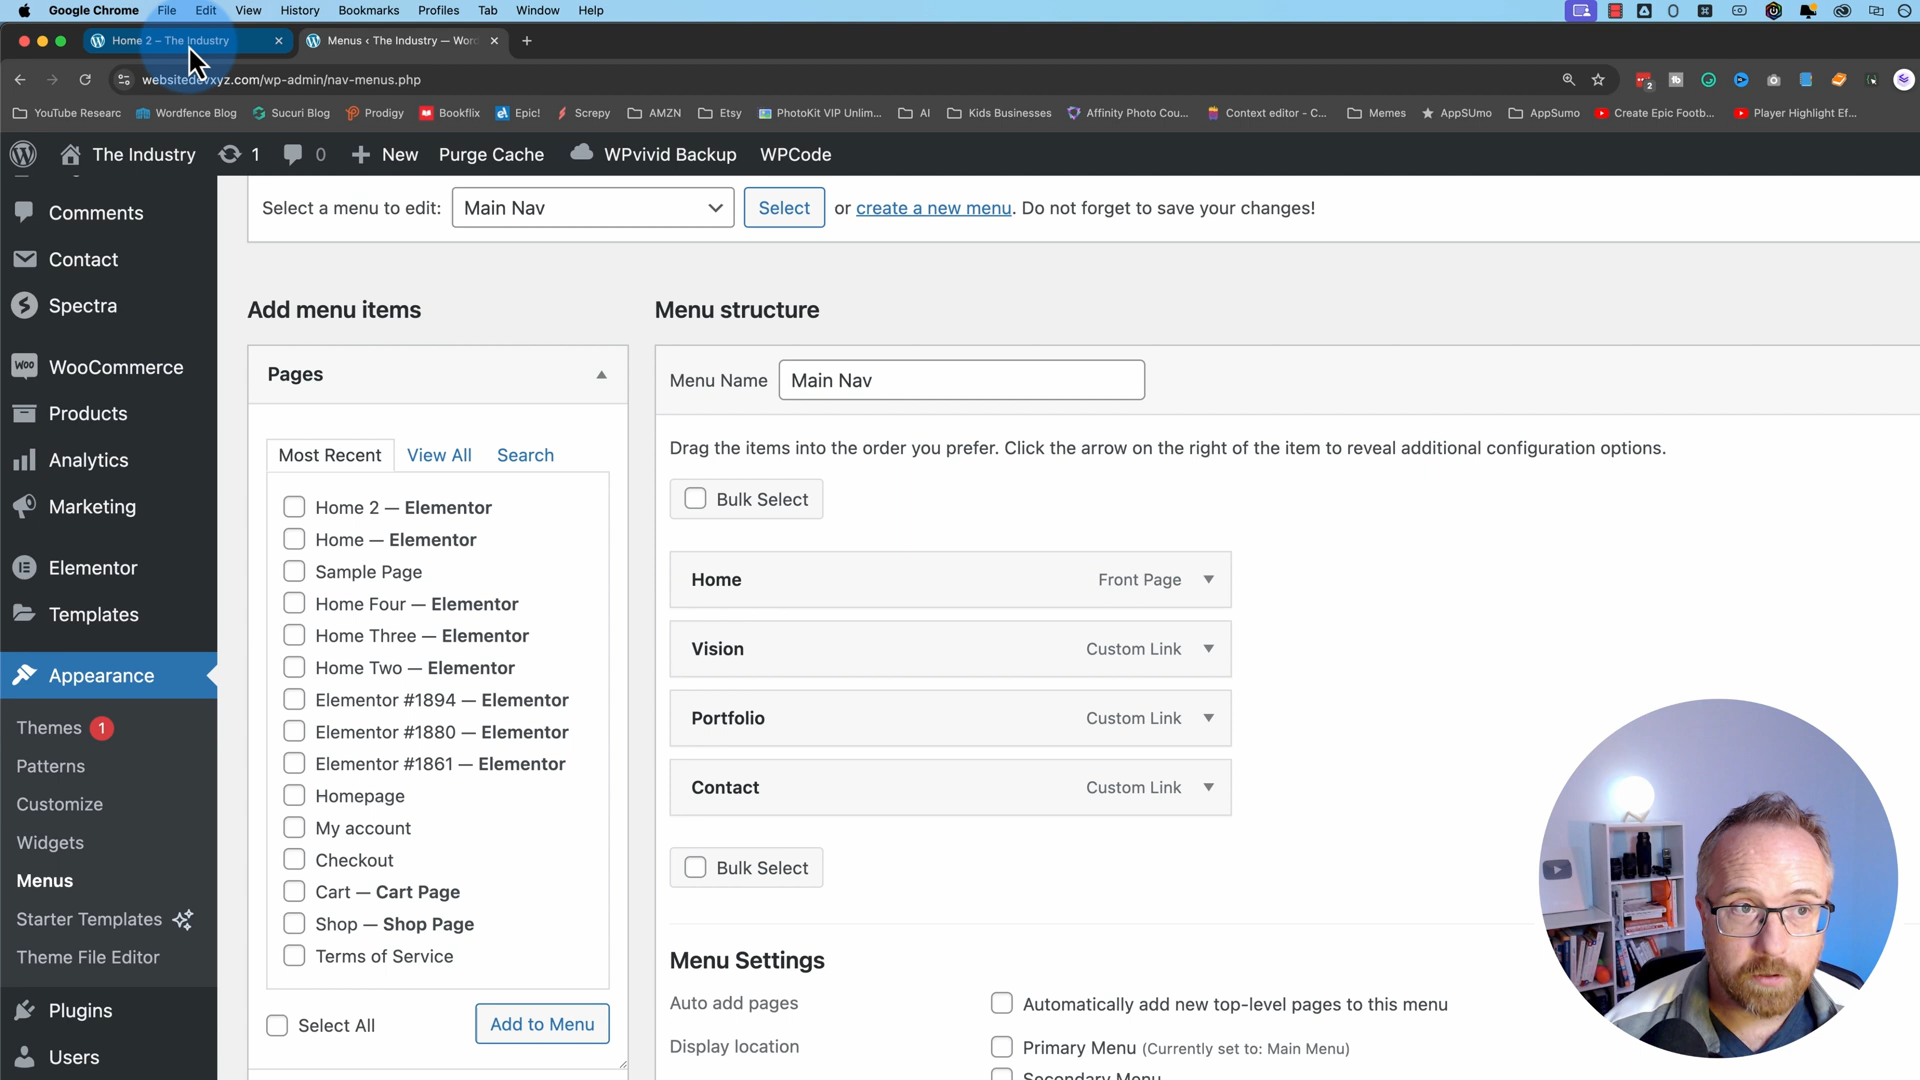 Google Chrome File Edit View History Bookmarks Profiles Tab Window Help
Home 2 – The Industry Menus ‹ The Industry — Wor
websitedevxyz.com/wp-admin/nav-menus.php 2
YouTube Researc Wordfence Blog Sucuri Blog Prodigy Bookflix Epic! Screpy AMZN Etsy PhotoKit VIP Unlim... AI Kids Businesses Affinity Photo Cou... Context editor - C... Memes AppSUmo AppSumo Create Epic Footb... Player Highlight Ef...
The Industry 1 0 New Purge Cache WPvivid Backup WPCode
Comments
Contact
Spectra
WooCommerce
Products
Analytics
Marketing
Elementor
Templates
Appearance
Themes 1
Patterns
Customize
Widgets
Menus
Starter Templates
Theme File Editor
Plugins
Users
Select a menu to edit: Main Nav Select or create a new menu. Do not forget to save your changes!
Add menu items
Pages
Most Recent View All Search
Home 2 — Elementor
Home — Elementor
Sample Page
Home Four — Elementor
Home Three — Elementor
Home Two — Elementor
Elementor #1894 — Elementor
Elementor #1880 — Elementor
Elementor #1861 — Elementor
Homepage
My account
Checkout
Cart — Cart Page
Shop — Shop Page
Terms of Service
Select All Add to Menu
Menu structure
Menu Name Main Nav
Drag the items into the order you prefer. Click the arrow on the right of the item to reveal additional configuration options.
Bulk Select
Home Front Page
Vision Custom Link
Portfolio Custom Link
Contact Custom Link
Bulk Select
Menu Settings
Auto add pages Automatically add new top-level pages to this menu
Display location Primary Menu (Currently set to: Main Menu)
Secondary Menu